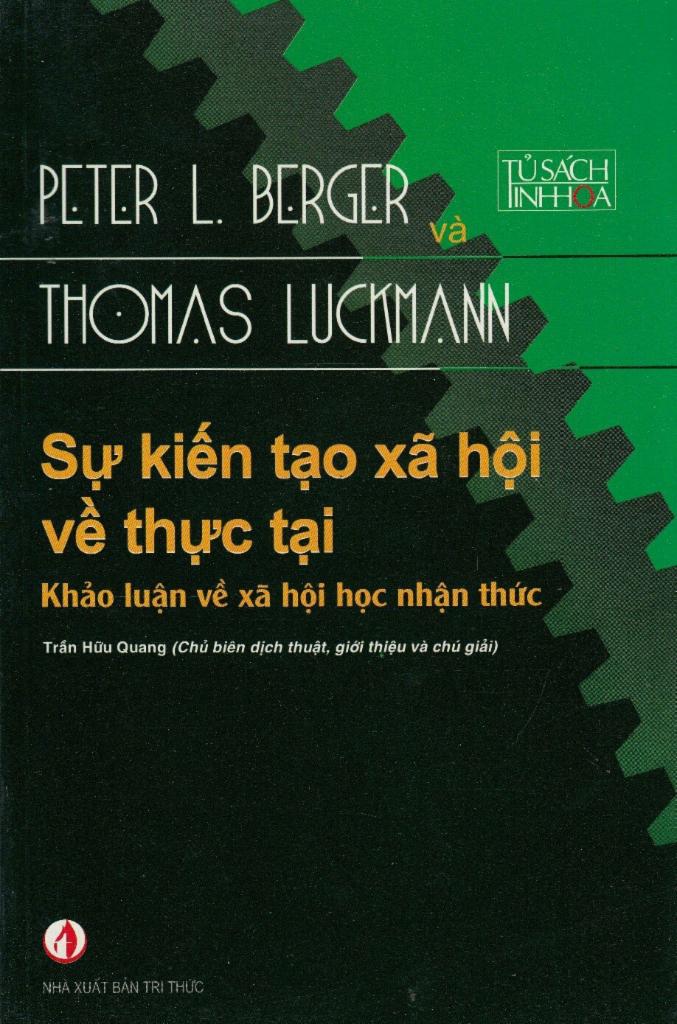 PETER L. BERGER
và
TỦ SÁCH
TINH HOA
THOMAS LUCKMANN
Sự kiến tạo xã hội
về thực tại
Khảo luận về xã hội học nhận thức
Trần Hữu Quang (Chủ biên dịch thuật, giới thiệu và chú giải)
NHÀ XUẤT BẢN TRI THỨC